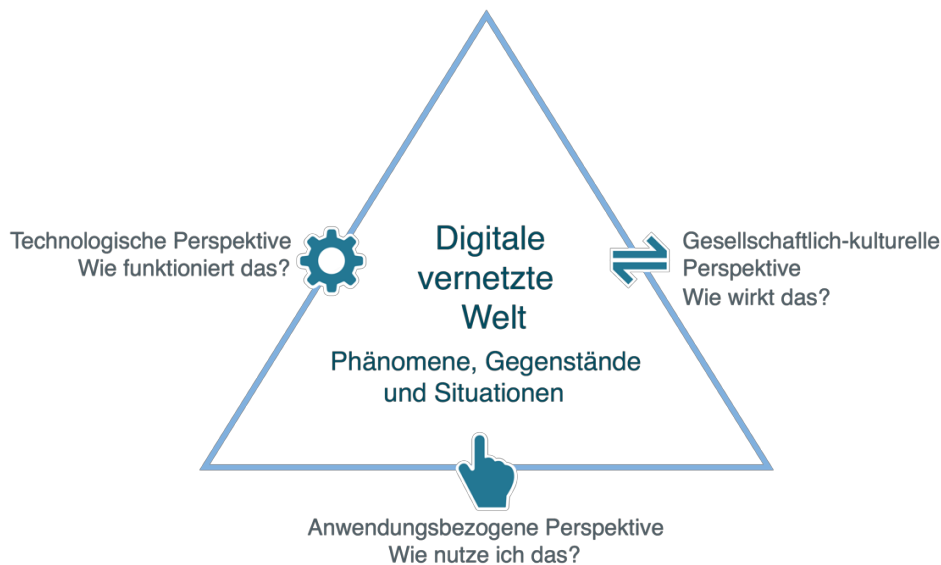 Technologische Perspektive
Wie funktioniert das?
Digitale
vernetzte
Welt
Phänomene, Gegenstände
und Situationen
Gesellschaftlich-kulturelle
Perspektive
Wie wirkt das?
Anwendungsbezogene Perspektive
Wie nutze ich das?